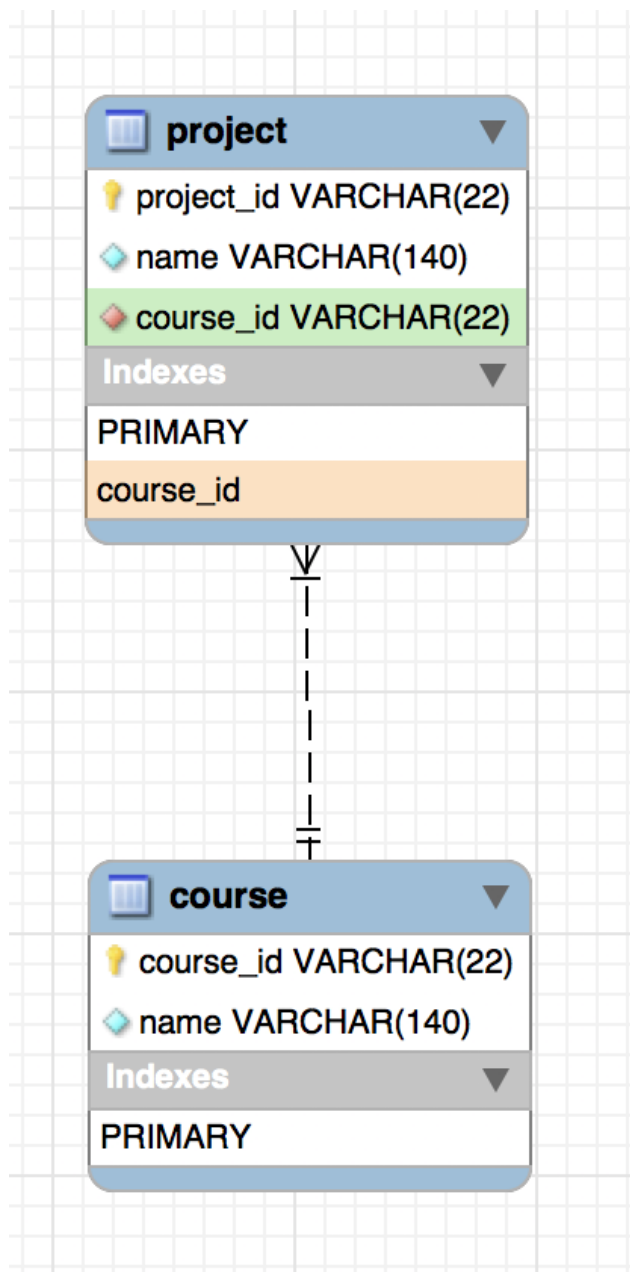 project
project_id VARCHAR(22)
name VARCHAR(140)
course_id VARCHAR(22)
Indexes
PRIMARY
course_id
course
course_id VARCHAR(22)
name VARCHAR(140)
Indexes
PRIMARY